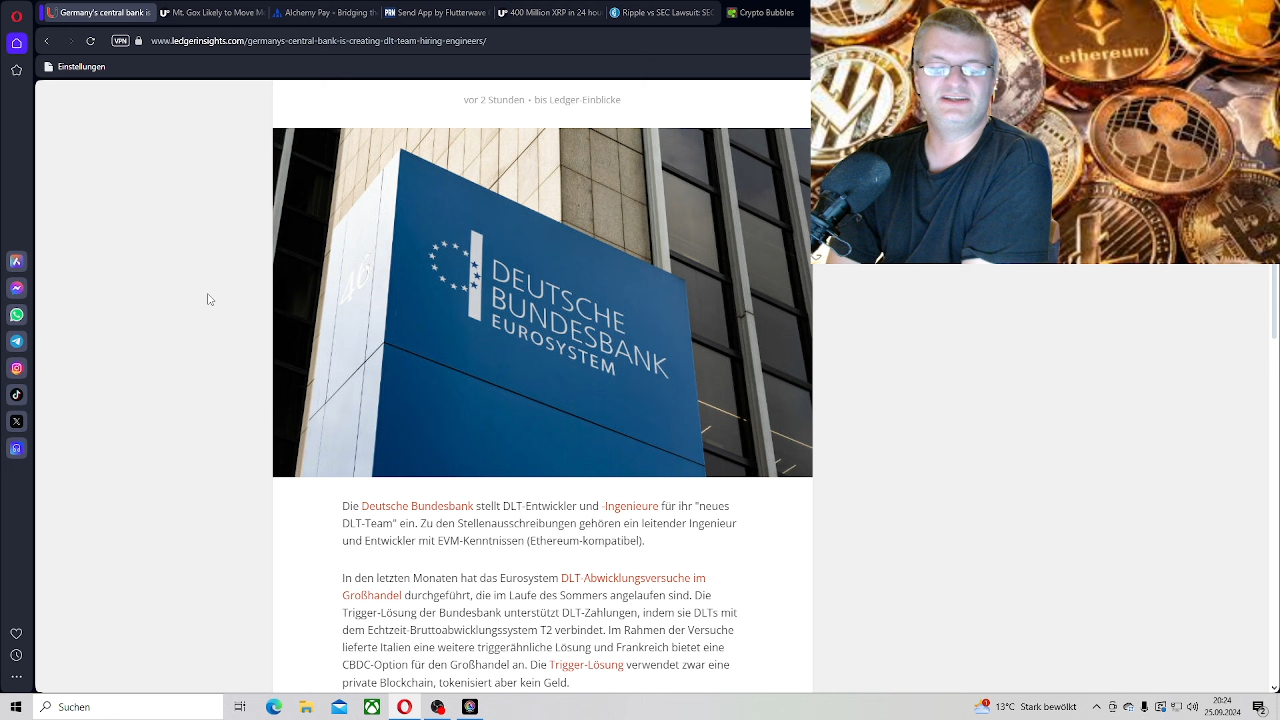 Germany's central bank is
Mt. Gox Likely to Move M
Alchemy Pay • Bridging th
Send App by Flutterwave
400 Million XRP in 24 hou
Ripple vs SEC Lawsuit: SEC
Crypto Bubbles
VPN
www.ledgerinsights.com/germanys-central-bank-is-creating-dlt-team-hiring-engineers/
Einstellungen
vor 2 Stunden • bis Ledger-Einblicke
46
DEUTSCHE
BUNDESBANK
EUROSYSTEM
ethereum
Die Deutsche Bundesbank stellt DLT-Entwickler und -Ingenieure für ihr "neues
DLT-Team" ein. Zu den Stellenausschreibungen gehören ein leitender Ingenieur
und Entwickler mit EVM-Kenntnissen (Ethereum-kompatibel).
In den letzten Monaten hat das Eurosystem DLT-Abwicklungsversuche im
Großhandel durchgeführt, die im Laufe des Sommers angelaufen sind. Die
Trigger-Lösung der Bundesbank unterstützt DLT-Zahlungen, indem sie DLTs mit
dem Echtzeit-Bruttoabwicklungssystem T2 verbindet. Im Rahmen der Versuche
lieferte Italien eine weitere triggerähnliche Lösung und Frankreich bietet eine
CBDC-Option für den Großhandel an. Die Trigger-Lösung verwendet zwar eine
private Blockchain, tokenisiert aber kein Geld.
Suchen
13°C Stark bewölkt
20:24
25.09.2024